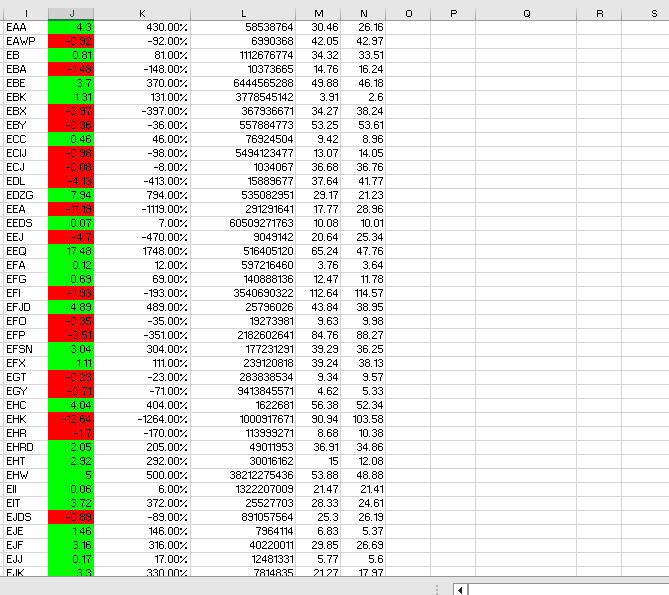 I J K L M N O P Q R S
EAA 4.3 430.00% 58538764 30.46 26.16
EAWP -0.92 -92.00% 6990368 42.05 42.97
EB 0.81 81.00% 1112676774 34.32 33.51
EBA -1.48 -148.00% 10373665 14.76 16.24
EBE 3.7 370.00% 6444565288 49.88 46.18
EBK 1.31 131.00% 3778545142 3.91 2.6
EBX -3.97 -397.00% 367936671 34.27 38.24
EBY -0.36 -36.00% 557884773 53.25 53.61
ECC 0.46 46.00% 76924504 9.42 8.96
ECIJ -0.98 -98.00% 5494123477 13.07 14.05
ECJ -0.08 -8.00% 1034067 36.68 36.76
EDL -4.13 -413.00% 15889677 37.64 41.77
EDZG 7.94 794.00% 535082951 29.17 21.23
EEA -11.19 -1119.00% 291291641 17.77 28.96
EEDS 0.07 7.00% 60509271763 10.08 10.01
EEJ -4.7 -470.00% 9049142 20.64 25.34
EEQ 17.48 1748.00% 516405120 65.24 47.76
EFA 0.12 12.00% 597216460 3.76 3.64
EFG 0.69 69.00% 140888136 12.47 11.78
EFI -1.93 -193.00% 3540690322 112.64 114.57
EFJD 4.89 489.00% 25796026 43.84 38.95
EFO -0.35 -35.00% 19273981 9.63 9.98
EFP -3.51 -351.00% 2182602641 84.76 88.27
EFSN 3.04 304.00% 177231291 39.29 36.25
EFX 1.11 111.00% 239120818 39.24 38.13
EGT -0.23 -23.00% 283838534 9.34 9.57
EGY -0.71 -71.00% 9413845571 4.62 5.33
EHC 4.04 404.00% 1622681 56.38 52.34
EHK -12.64 -1264.00% 1000917671 90.94 103.58
EHR -1.7 -170.00% 113999271 8.68 10.38
EHRD 2.05 205.00% 49011953 36.91 34.86
EHT 2.92 292.00% 30016162 15 12.08
EHW 5 500.00% 38212275436 53.88 48.88
EII 0.06 6.00% 1322207009 21.47 21.41
EIT 3.72 372.00% 25527703 28.33 24.61
EJDS -0.89 -89.00% 891057564 25.3 26.19
EJE 1.46 146.00% 7964114 6.83 5.37
EJF 3.16 316.00% 40220011 29.85 26.69
EJJ 0.17 17.00% 12481331 5.77 5.6
EJK 3.3 330.00% 7814835 21.27 17.97